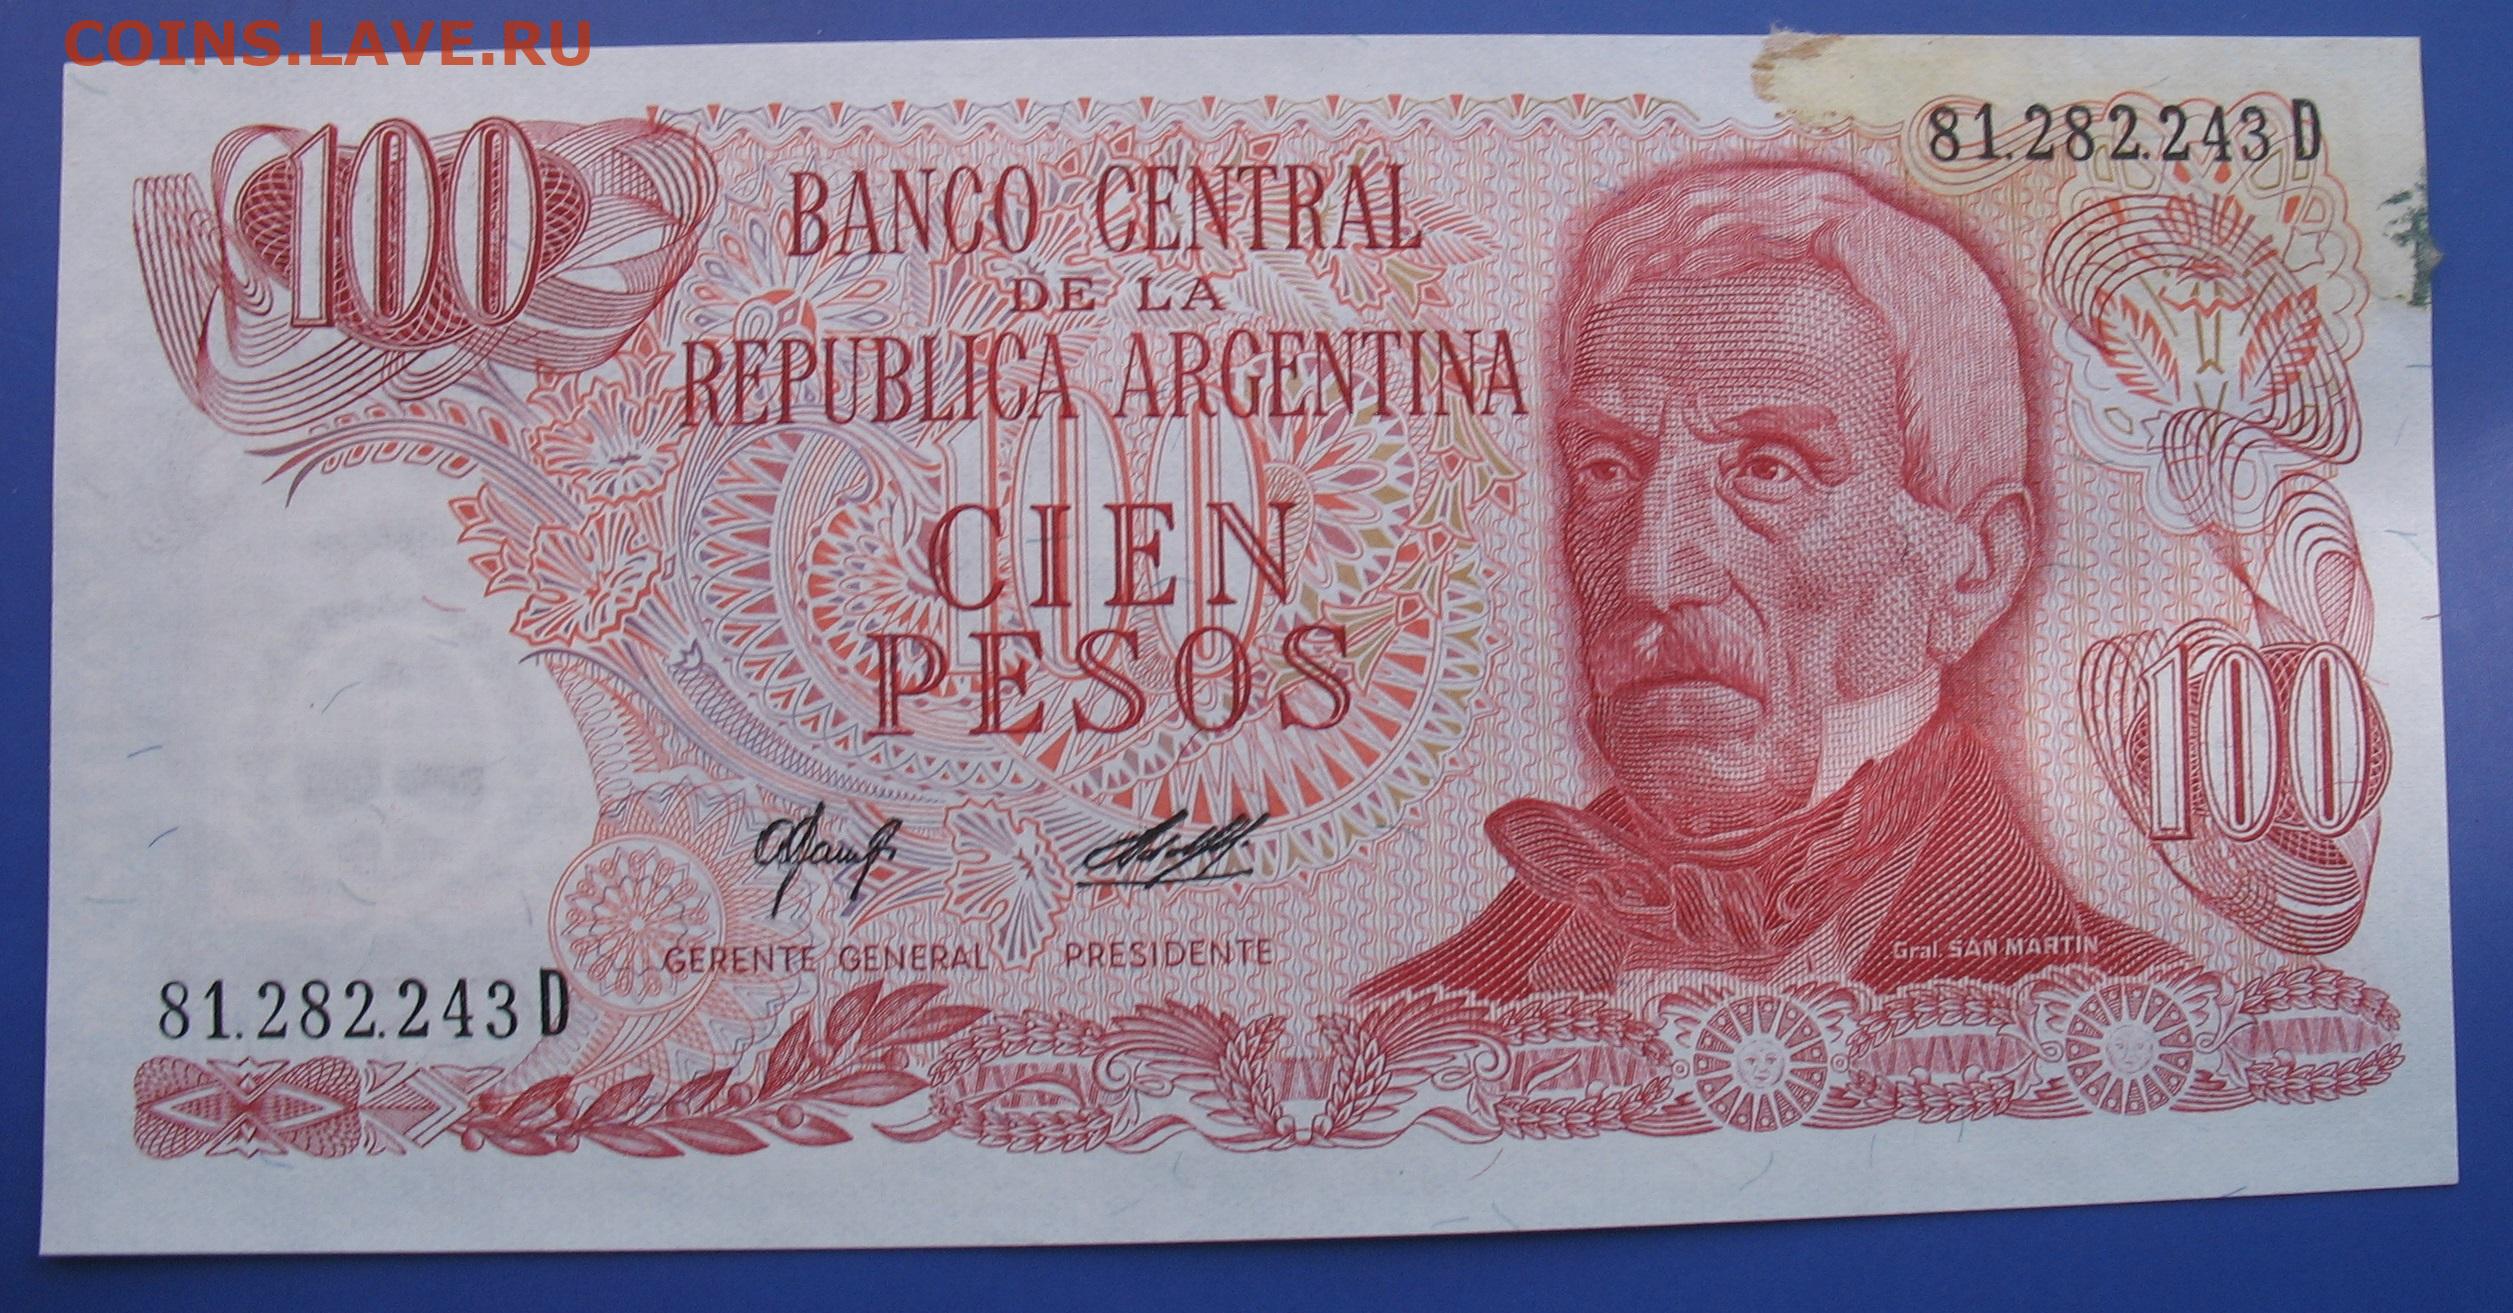 COINS.LAVE.RU
100
81.282.243 D
BANCO CENTRAL
DE LA
REPUBLICA ARGENTINA
100
CIEN
PESOS
100
GERENTE GENERAL PRESIDENTE
Gral. SAN MARTIN
81.282.243 D